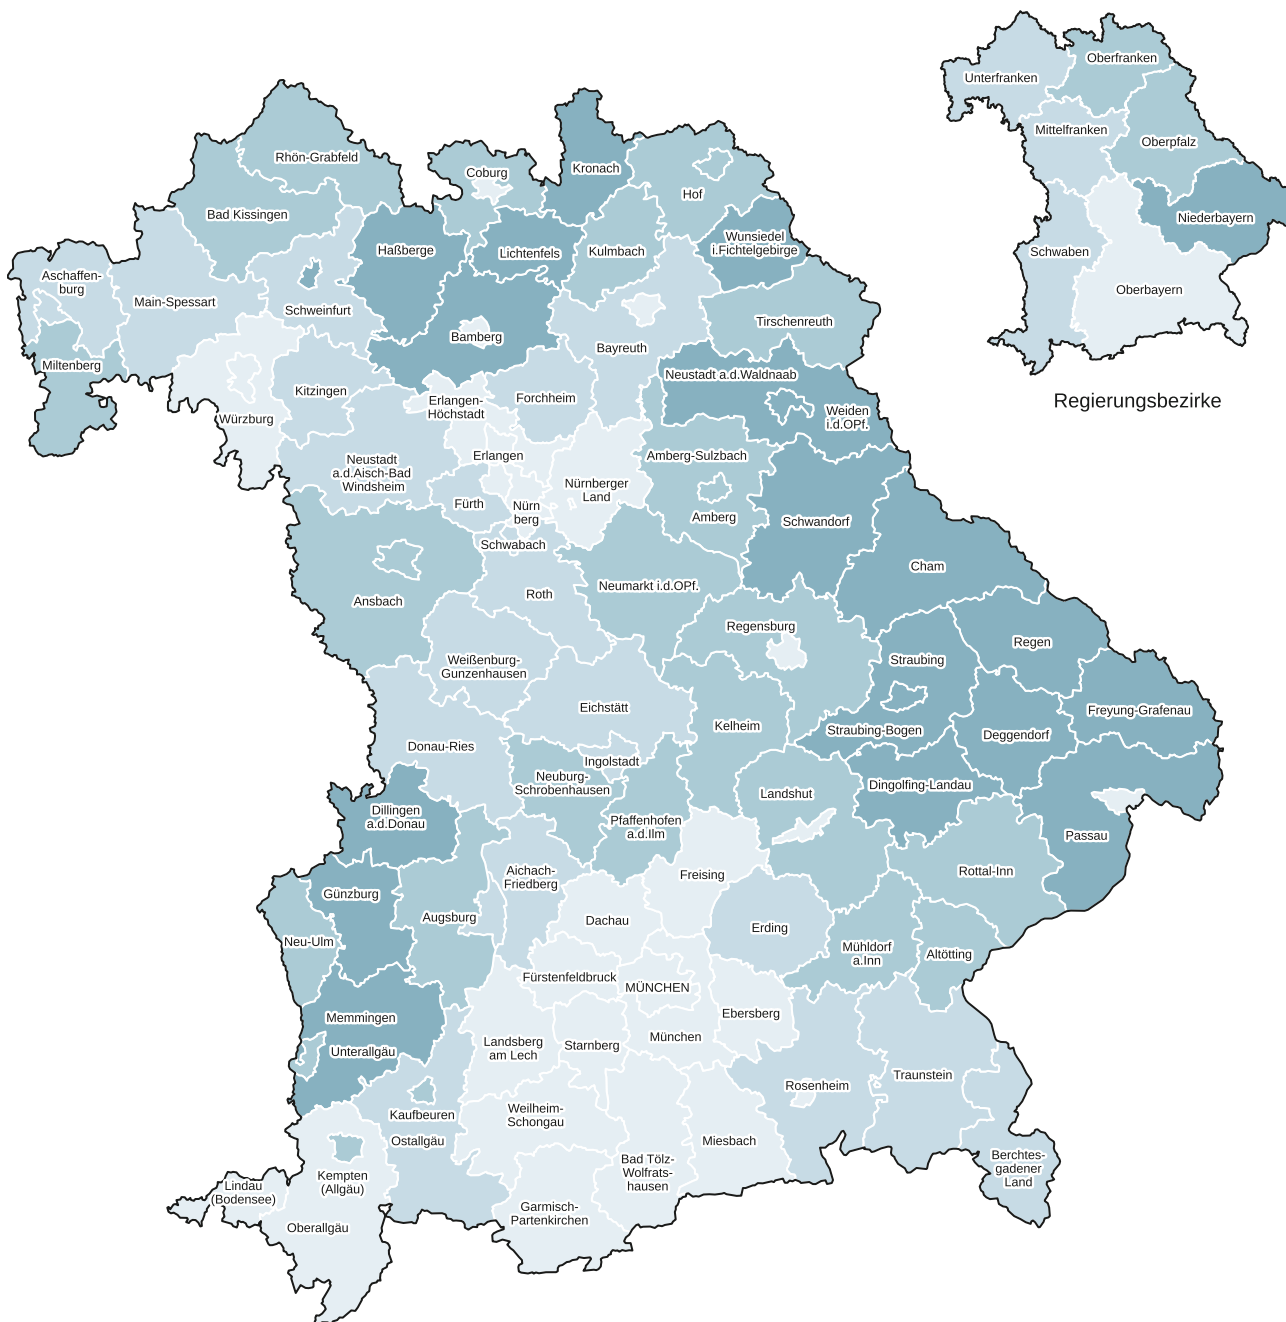 Oberfranken
Unterfranken
Mittelfranken
Oberpfalz
Niederbayern
Schwaben
Oberbayern
Regierungsbezirke
Rhön-Grabfeld
Coburg
Kronach
Hof
Bad Kissingen
Haßberge
Lichtenfels
Kulmbach
Wunsiedel
i.Fichtelgebirge
Aschaffen-
burg
Main-Spessart
Schweinfurt
Tirschenreuth
Bamberg
Bayreuth
Miltenberg
Neustadt a.d.Waldnaab
Kitzingen
Erlangen-
Höchstadt
Forchheim
Weiden
i.d.OPf.
Würzburg
Neustadt
a.d.Aisch-Bad
Windsheim
Erlangen
Amberg-Sulzbach
Nürnberger
Land
Fürth
Nürn
berg
Amberg
Schwandorf
Schwabach
Cham
Ansbach
Roth
Neumarkt i.d.OPf.
Regensburg
Regen
Weißenburg-
Gunzenhausen
Straubing
Eichstätt
Kelheim
Straubing-Bogen
Deggendorf
Freyung-Grafenau
Donau-Ries
Ingolstadt
Neuburg-
Schrobenhausen
Landshut
Dingolfing-Landau
Dillingen
a.d.Donau
Pfaffenhofen
a.d.Ilm
Passau
Aichach-
Friedberg
Freising
Rottal-Inn
Günzburg
Augsburg
Dachau
Erding
Neu-Ulm
Mühldorf
a.Inn
Altötting
Fürstenfeldbruck
MÜNCHEN
Memmingen
Ebersberg
Unterallgäu
Landsberg
am Lech
Starnberg
München
Rosenheim
Traunstein
Kaufbeuren
Weilheim-
Schongau
Ostallgäu
Miesbach
Bad Tölz-
Wolfrats-
hausen
Berchtes-
gadener
Land
Kempten
(Allgäu)
Lindau
(Bodensee)
Oberallgäu
Garmisch-
Partenkirchen